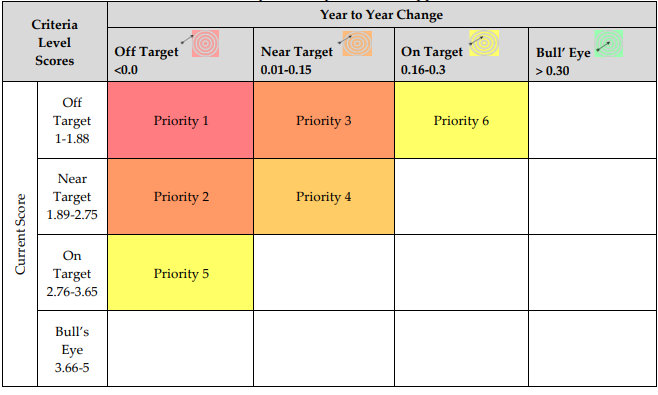 Criteria
Level
Scores
Year to Year Change
Off Target
<0.0
Near Target
0.01-0.15
On Target
0.16-0.3
Bull' Eye
> 0.30
Current Score
Off
Target
1-1.88
Priority 1
Priority 3
Priority 6
Near
Target
1.89-2.75
Priority 2
Priority 4
On
Target
2.76-3.65
Priority 5
Bull's
Eye
3.66-5